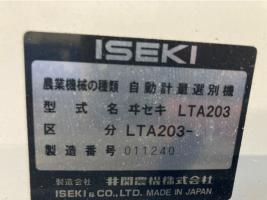 ISEKI
農業機械の種類 自動計量選別機
型式名 ヰセキ LTA203
区分 LTA203-
製造番号 011240
製造会社 井関農機株式会社
ISEKI & CO., LTD. MADE IN JAPAN